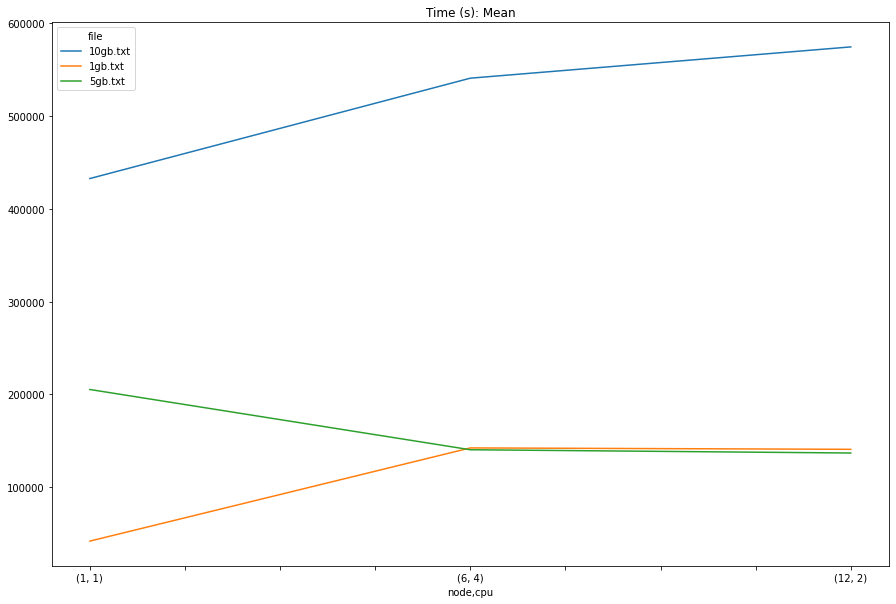 Time (s): Mean
600000
500000
400000
300000
200000
100000
file
10gb.txt
1gb.txt
5gb.txt
(1, 1)
(6, 4)
(12, 2)
node,cpu